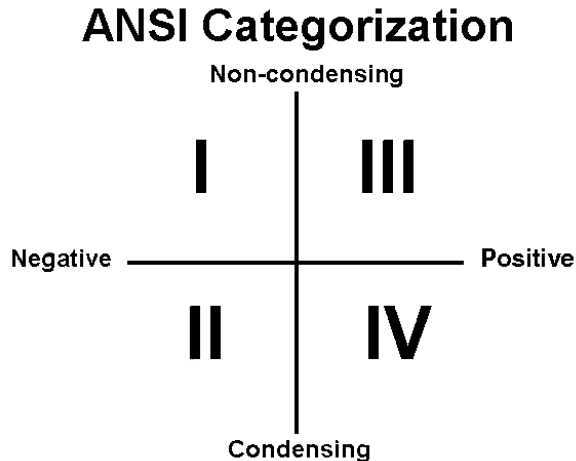 ANSI Categorization
Non-condensing
I III
Negative Positive
II IV
Condensing